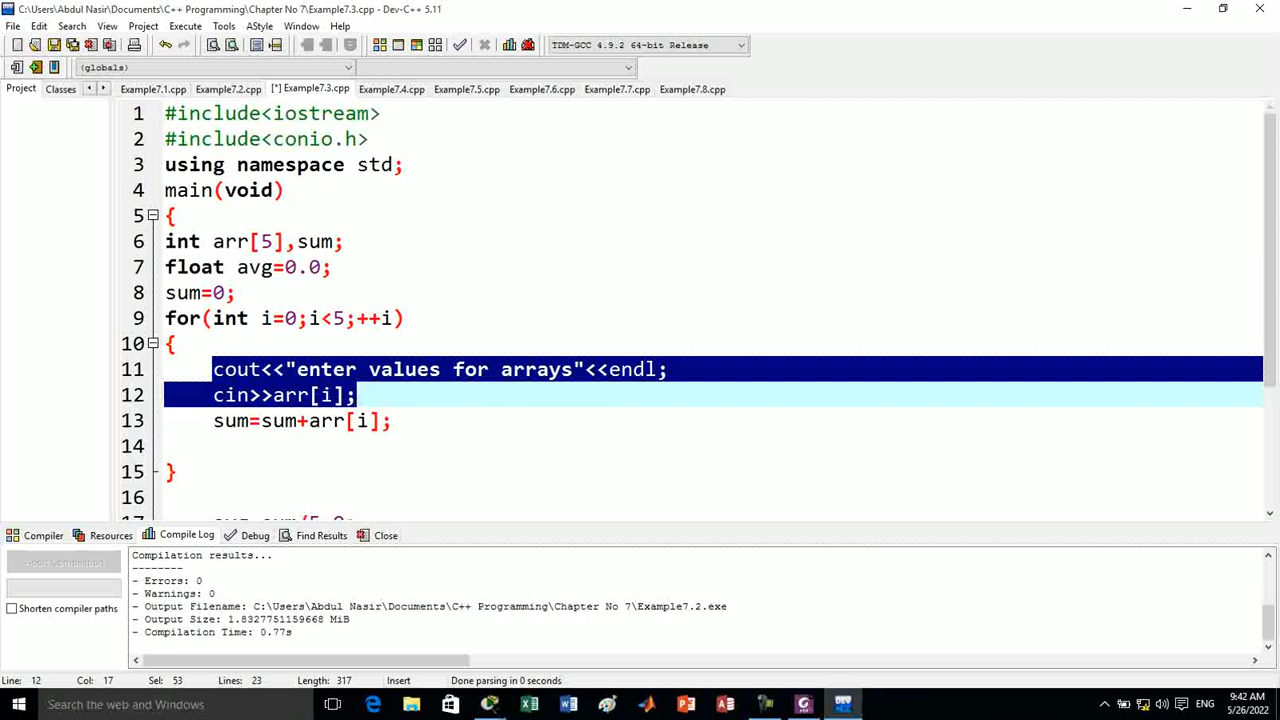 C:\Users\Abdul Nasir\Documents\C++ Programming\Chapter No 7\Example7.3.cpp - Dev-C++ 5.11
File Edit Search View Project Execute Tools AStyle Window Help
TDM-GCC 4.9.2 64-bit Release
(globals)
Project Classes Example7.1.cpp Example7.2.cpp [*] Example7.3.cpp Example7.4.cpp Example7.5.cpp Example7.6.cpp Example7.7.cpp Example7.8.cpp
1 #include<iostream>
2 #include<conio.h>
3 using namespace std;
4 main(void)
5 {
6 int arr[5],sum;
7 float avg=0.0;
8 sum=0;
9 for(int i=0;i<5;++i)
10 {
11 cout<<"enter values for arrays"<<endl;
12 cin>>arr[i];
13 sum=sum+arr[i];
14
15 }
16
17 avg=sum/5.0;
Compiler Resources Compile Log Debug Find Results Close
Abort Compilation
Shorten compiler paths
Compilation results...
--------
- Errors: 0
- Warnings: 0
- Output Filename: C:\Users\Abdul Nasir\Documents\C++ Programming\Chapter No 7\Example7.2.exe
- Output Size: 1.8327751159668 MiB
- Compilation Time: 0.77s
Line: 12 Col: 17 Sel: 53 Lines: 23 Length: 317 Insert Done parsing in 0 seconds
Search the web and Windows
DEV
ENG
9:42 AM
5/26/2022